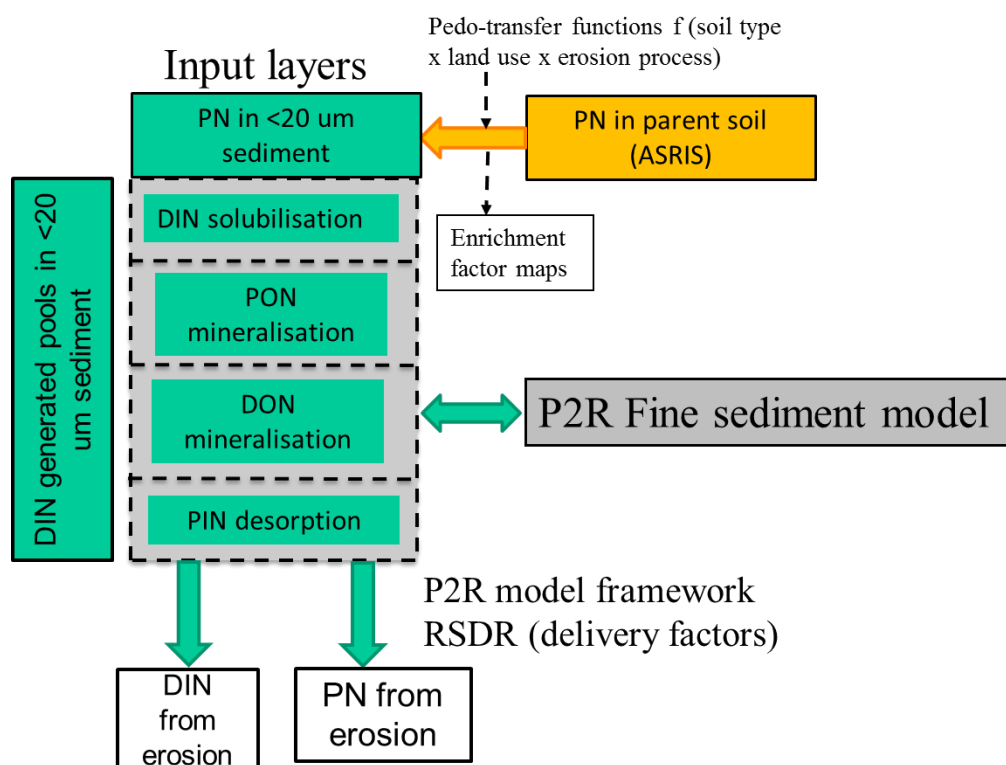 Pedo-transfer functions f (soil type
x land use x erosion process)
Input layers
PN in <20 um
sediment
PN in parent soil
(ASRIS)
DIN generated pools in <20
um sediment
DIN solubilisation
Enrichment
factor maps
PON
mineralisation
DON
mineralisation
P2R Fine sediment model
PIN desorption
P2R model framework
RSDR (delivery factors)
DIN
from
erosion
PN from
erosion